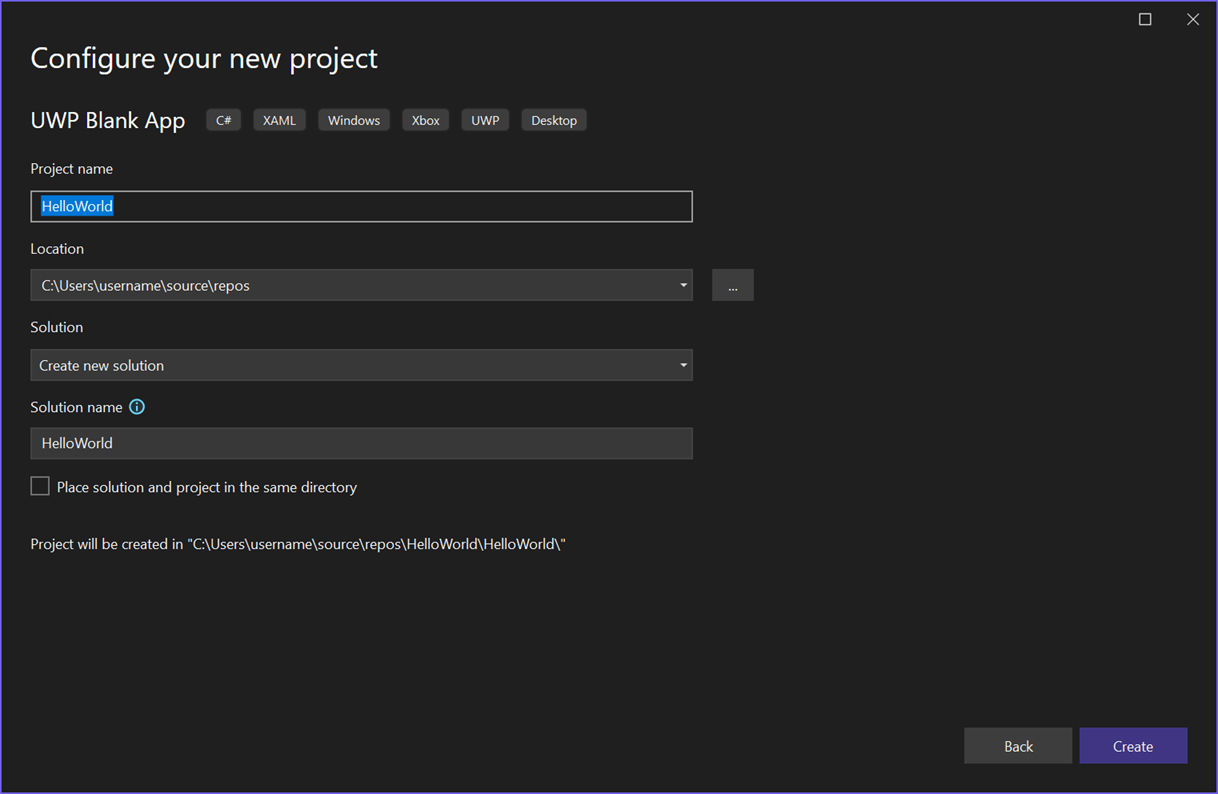 Configure your new project
UWP Blank App C# XAML Windows Xbox UWP Desktop
Project name
HelloWorld
Location
C:\Users\username\source\repos ...
Solution
Create new solution
Solution name
HelloWorld
Place solution and project in the same directory
Project will be created in "C:\Users\username\source\repos\HelloWorld\HelloWorld\"
Back Create